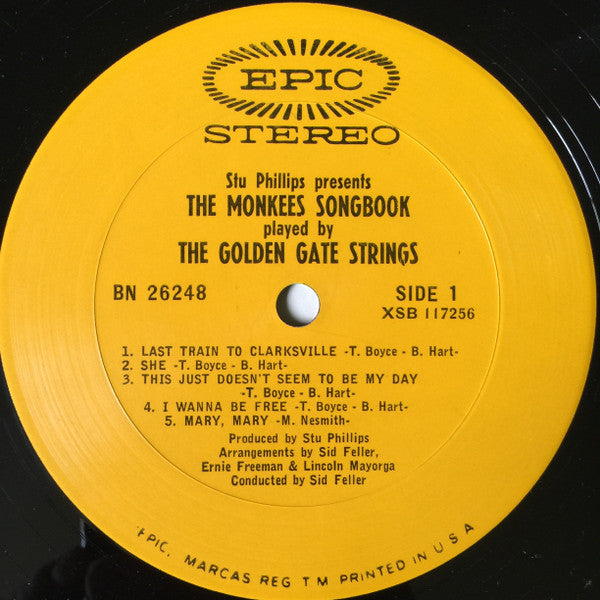 EPIC
STEREO
Stu Phillips presents
THE MONKEES SONGBOOK
played by
THE GOLDEN GATE STRINGS
BN 26248
SIDE 1
XSB 117256
1. LAST TRAIN TO CLARKSVILLE -T. Boyce - B. Hart-
2. SHE -T. Boyce - B. Hart-
3. THIS JUST DOESN'T SEEM TO BE MY DAY
-T. Boyce - B. Hart-
4. I WANNA BE FREE -T. Boyce - B. Hart-
5. MARY, MARY -M. Nesmith-
Produced by Stu Phillips
Arrangements by Sid Feller,
Ernie Freeman & Lincoln Mayorga
Conducted by Sid Feller
EPIC, MARCAS REG T M PRINTED IN U S A